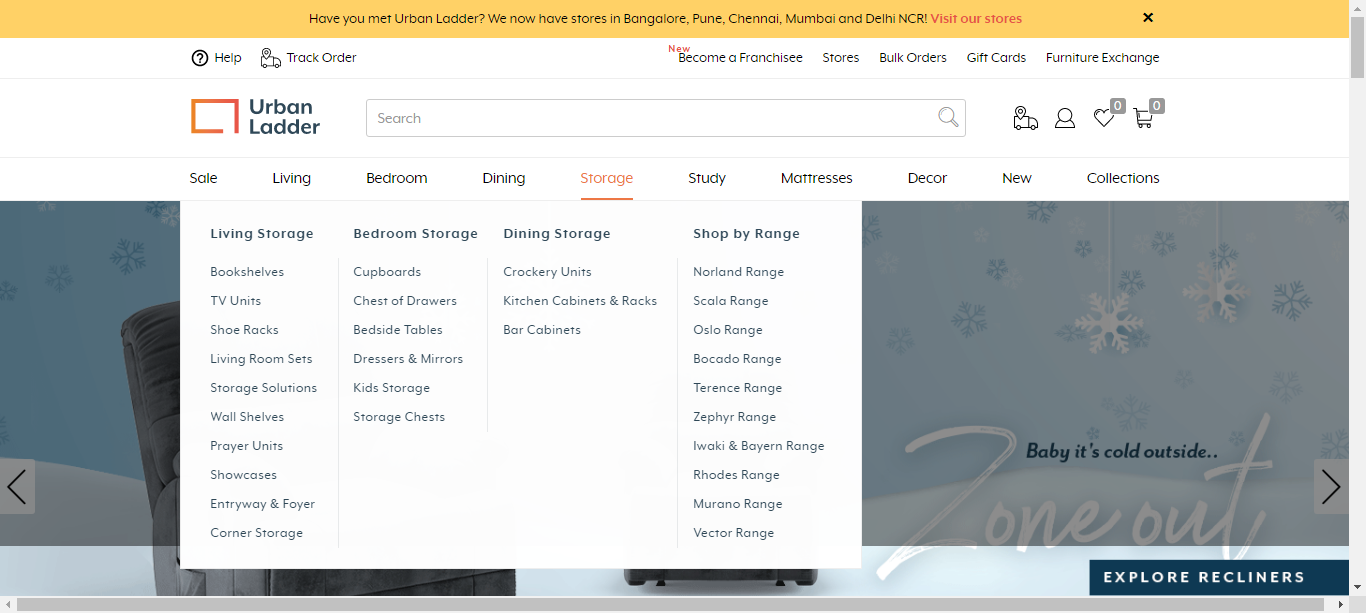 Have you met Urban Ladder? We now have stores in Bangalore, Pune, Chennai, Mumbai and Delhi NCR! Visit our stores
Help
Track Order
New
Become a Franchisee
Stores
Bulk Orders
Gift Cards
Furniture Exchange
Urban
Ladder
Search
0
0
Sale
Living
Bedroom
Dining
Storage
Study
Mattresses
Decor
New
Collections
Living Storage
Bookshelves
TV Units
Shoe Racks
Living Room Sets
Storage Solutions
Wall Shelves
Prayer Units
Showcases
Entryway & Foyer
Corner Storage
Bedroom Storage
Cupboards
Chest of Drawers
Bedside Tables
Dressers & Mirrors
Kids Storage
Storage Chests
Dining Storage
Crockery Units
Kitchen Cabinets & Racks
Bar Cabinets
Shop by Range
Norland Range
Scala Range
Oslo Range
Bocado Range
Terence Range
Zephyr Range
Iwaki & Bayern Range
Rhodes Range
Murano Range
Vector Range
Baby it's cold outside..
Zone out
EXPLORE RECLINERS